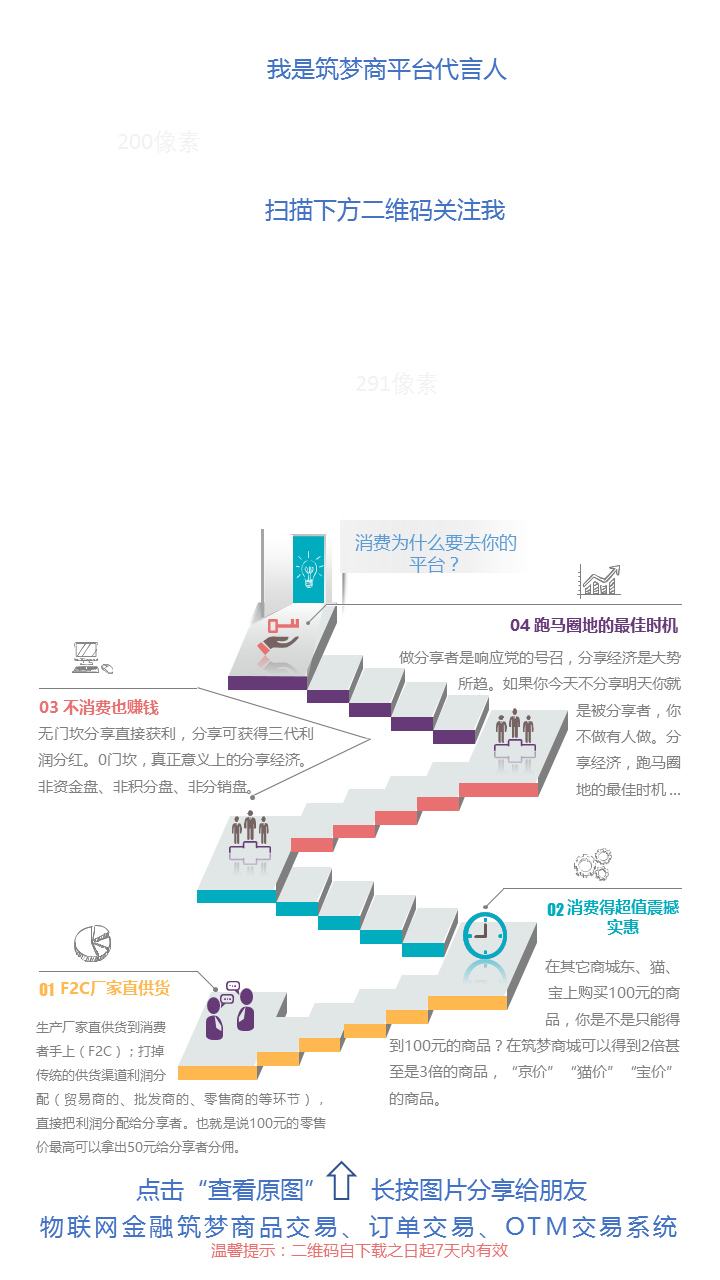 我是筑梦商平台代言人
200像素
扫描下方二维码关注我
291像素
消费为什么要去你的
平台？
04 跑马圈地的最佳时机
做分享者是响应党的号召，分享经济是大势
所趋。如果你今天不分享明天你就
是被分享者，你
不做有人做。分
享经济，跑马圈
地的最佳时机 ...
03 不消费也赚钱
无门坎分享直接获利，分享可获得三代利
润分红。0门坎，真正意义上的分享经济。
非资金盘、非积分盘、非分销盘。
02 消费得超值震撼
实惠
在其它商城东、猫、
宝上购买100元的商
品，你是不是只能得
到100元的商品？在筑梦商城可以得到2倍甚
至是3倍的商品，“京价”“猫价”“宝价”
的商品。
01 F2C厂家直供货
生产厂家直供货到消费
者手上（F2C）；打掉
传统的供货渠道利润分
配（贸易商的、批发商的、零售商的等环节），
直接把利润分配给分享者。也就是说100元的零售
价最高可以拿出50元给分享者分佣。
点击“查看原图” 长按图片分享给朋友
物联网金融筑梦商品交易、订单交易、OTM交易系统
温馨提示：二维码自下载之日起7天内有效